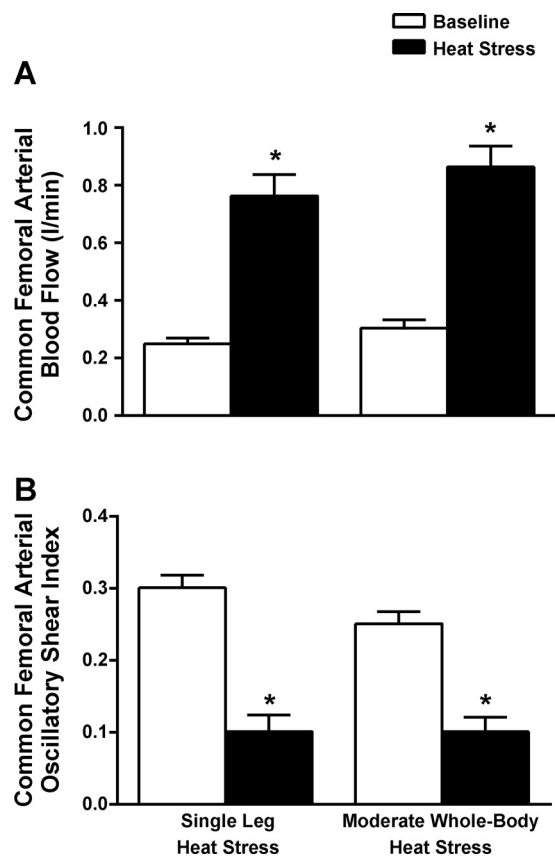 Baseline
Heat Stress
A
Common Femoral Arterial
Blood Flow (l/min)
1.0
0.8
0.6
0.4
0.2
0.0
*
*
B
Common Femoral Arterial
Oscillatory Shear Index
0.4
0.3
0.2
0.1
0.0
*
*
Single Leg
Heat Stress
Moderate Whole-Body
Heat Stress